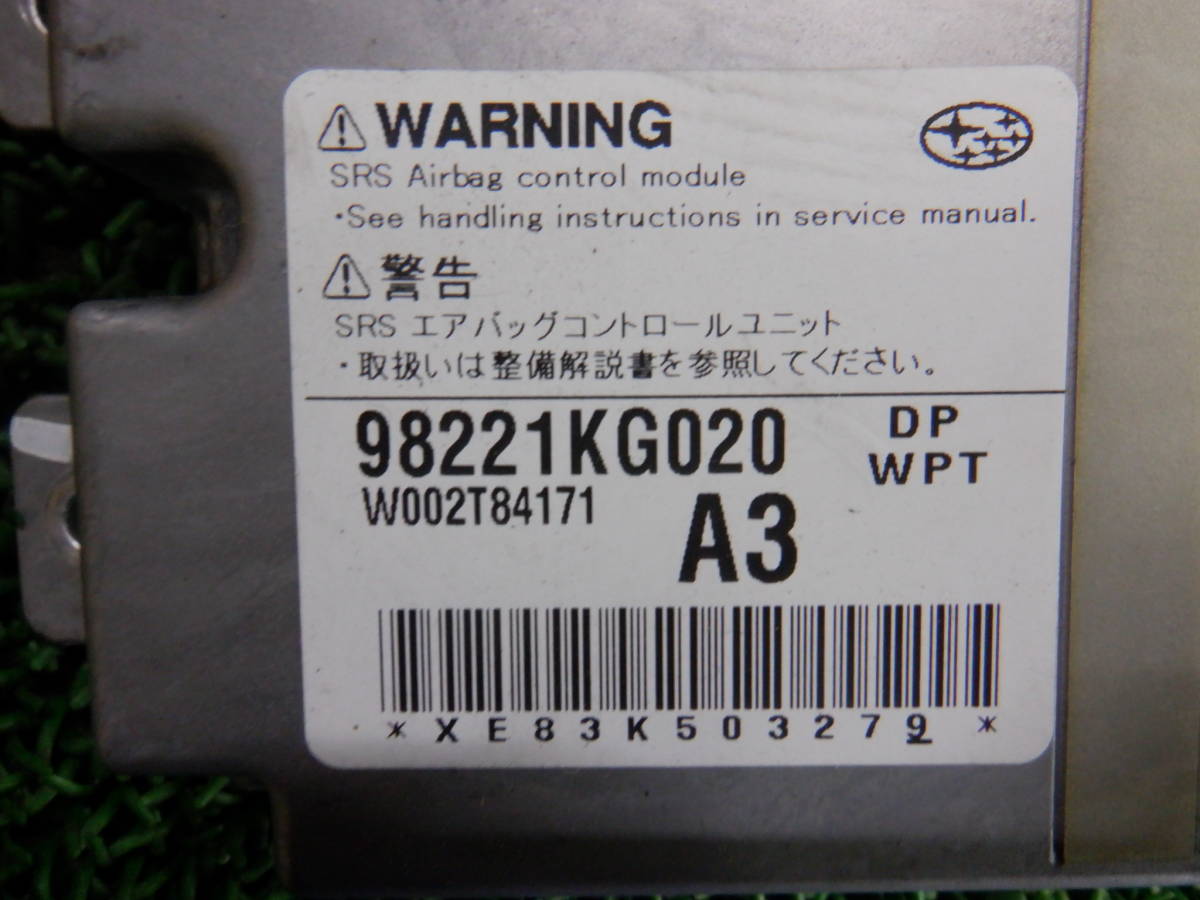 ⚠WARNING
SRS Airbag control module
・See handling instructions in service manual.
⚠警告
SRS エアバッグコントロールユニット
・取扱いは整備解説書を参照してください。
98221KG020 DP
WPT
W002T84171
A3
*XE83K503279*